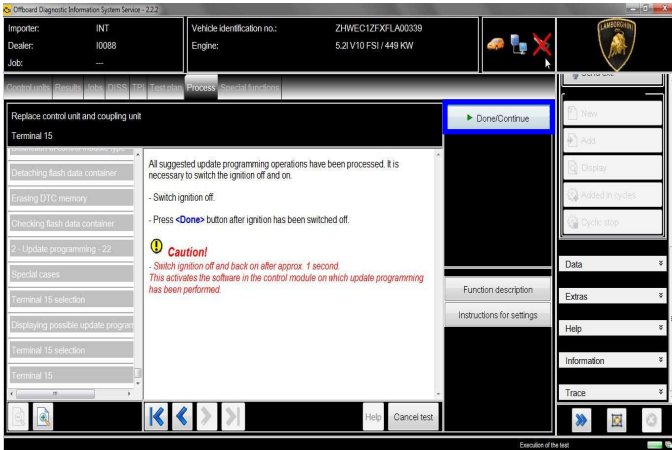 Offboard Diagnostic Information System Service - 2.2.2
Importer: INT
Dealer: I0088
Job: ---
Vehicle identification no.: ZHWEC1ZFXFLA00339
Engine: 5.2l V10 FSI / 449 KW
LAMBORGHINI
Control units Results Jobs DISS TPI Test plan Process Special functions
Replace control unit and coupling unit
Terminal 15
Done/Continue
Detaching flash data container
Erasing DTC memory
Checking flash data container
2 - Update programming - 22
Special cases
Terminal 15 selection
Displaying possible update program
Terminal 15 selection
Terminal 15
All suggested update programming operations have been processed. It is
necessary to switch the ignition off and on.
- Switch ignition off.
- Press <Done> button after ignition has been switched off.
Caution!
- Switch ignition off and back on after approx. 1 second.
This activates the software in the control module on which update programming
has been performed.
Function description
Instructions for settings
Help
Cancel test
New
Add
Display
Added in cycles
Cyclic stop
Data
Extras
Help
Information
Trace
Execution of the test